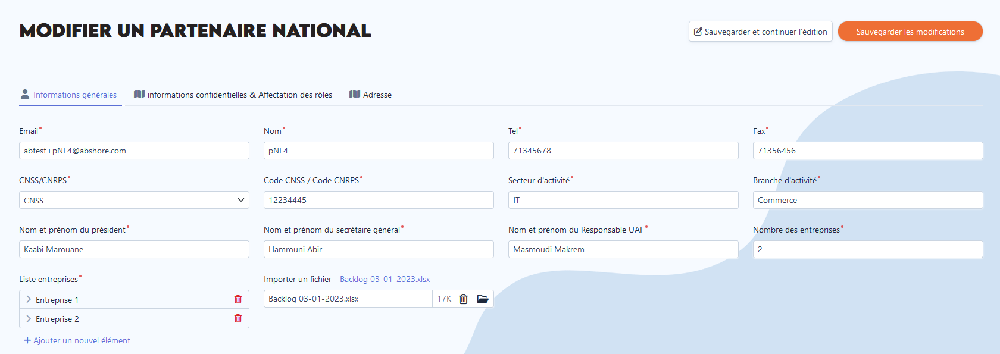 MODIFIER UN PARTENAIRE NATIONAL
Sauvegarder et continuer l'édition
Sauvegarder les modifications
Informations générales
informations confidentielles & Affectation des rôles
Adresse
Email
Nom
Tel
Fax
abtest+pNF4@abshore.com
pNF4
71345678
71356456
CNSS/CNRPS
Code CNSS / Code CNRPS
Secteur d'activité
Branche d'activité
CNSS
12234445
IT
Commerce
Nom et prénom du président
Nom et prénom du secrétaire général
Nom et prénom du Responsable UAF
Nombre des entreprises
Kaabi Marouane
Hamrouni Abir
Masmoudi Makrem
2
Liste entreprises
Importer un fichier Backlog 03-01-2023.xlsx
Entreprise 1
Backlog 03-01-2023.xlsx 17K
Entreprise 2
+ Ajouter un nouvel élément